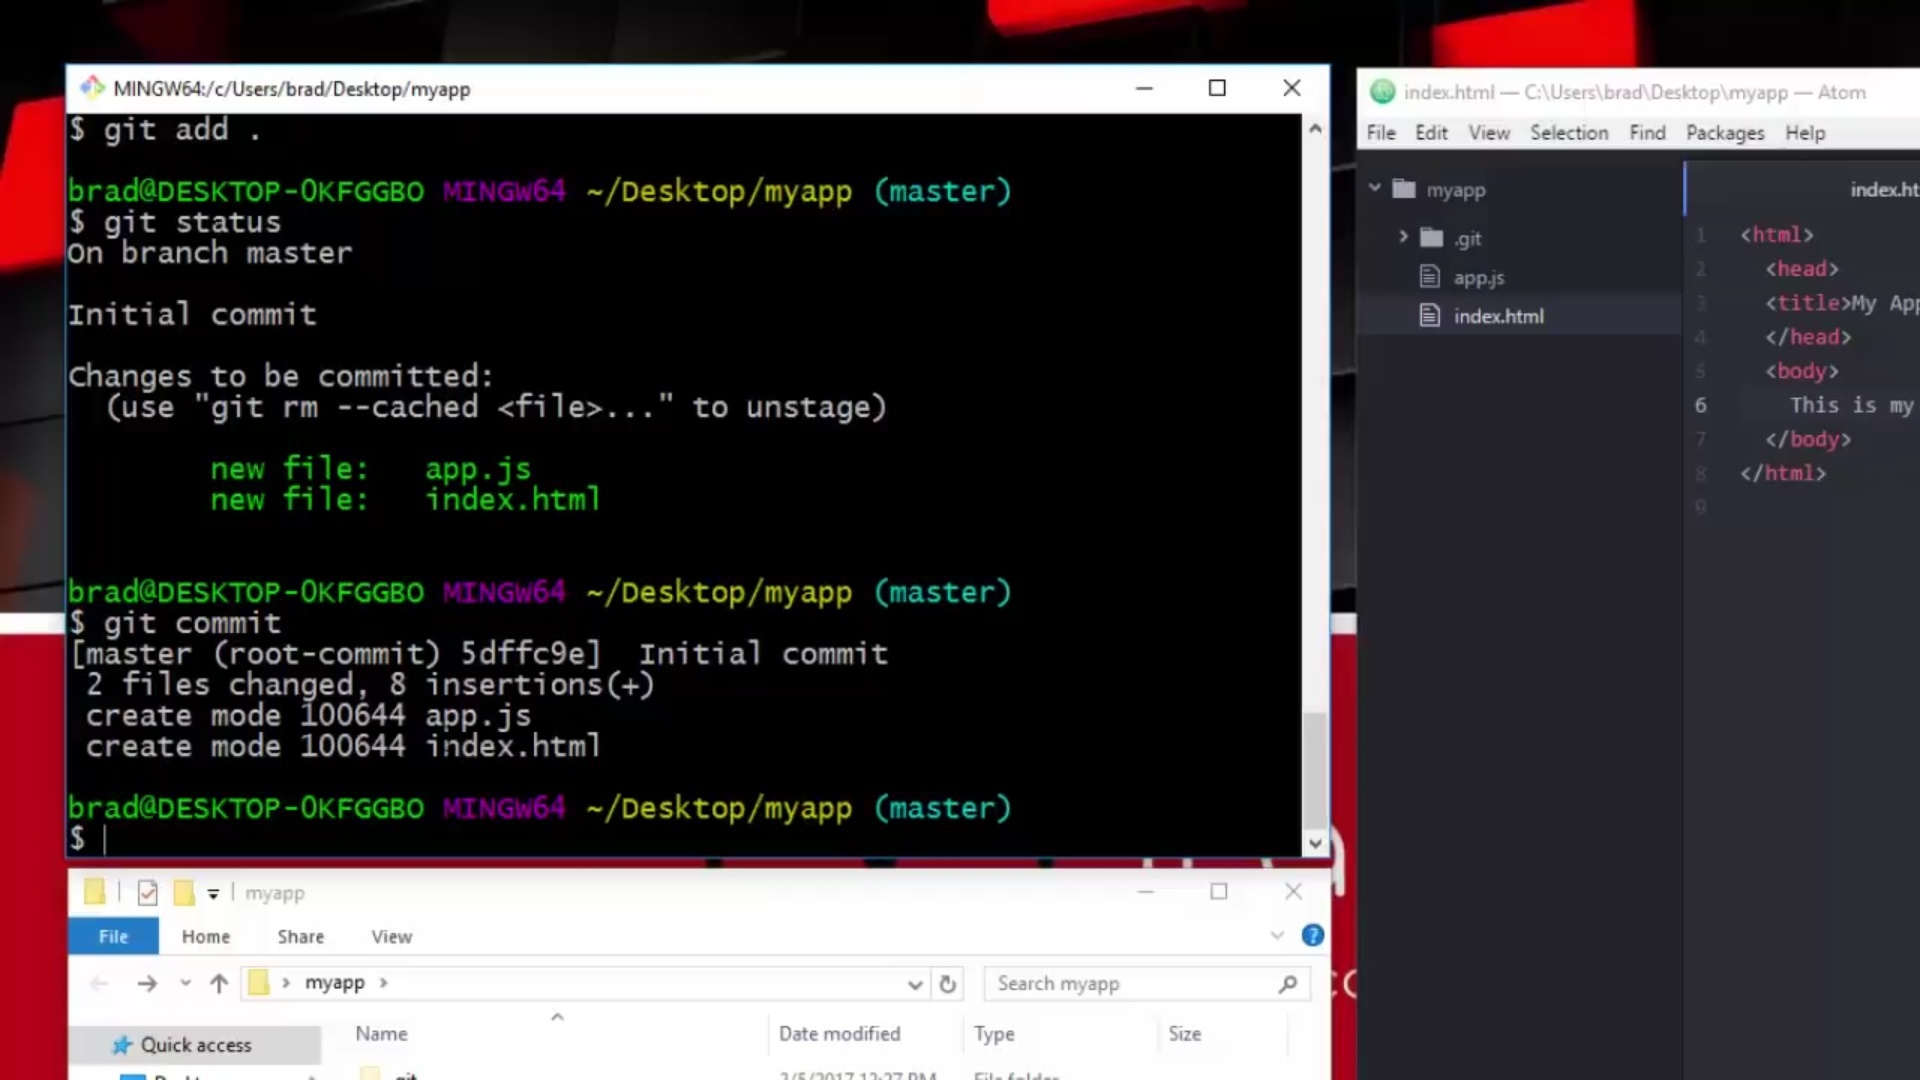 MINGW64:/c/Users/brad/Desktop/myapp
$ git add .
brad@DESKTOP-0KFGGBO MINGW64 ~/Desktop/myapp (master)
$ git status
On branch master
Initial commit
Changes to be committed:
(use "git rm --cached <file>..." to unstage)
new file: app.js
new file: index.html
brad@DESKTOP-0KFGGBO MINGW64 ~/Desktop/myapp (master)
$ git commit
[master (root-commit) 5dffc9e] Initial commit
2 files changed, 8 insertions(+)
create mode 100644 app.js
create mode 100644 index.html
brad@DESKTOP-0KFGGBO MINGW64 ~/Desktop/myapp (master)
$
index.html — C:\Users\brad\Desktop\myapp — Atom
File Edit View Selection Find Packages Help
myapp
.git
app.js
index.html
index.ht
1 <html>
2 <head>
3 <title>My App
4 </head>
5 <body>
6 This is my
7 </body>
8 </html>
9
myapp
File Home Share View
myapp
Search myapp
Quick access
Name Date modified Type Size